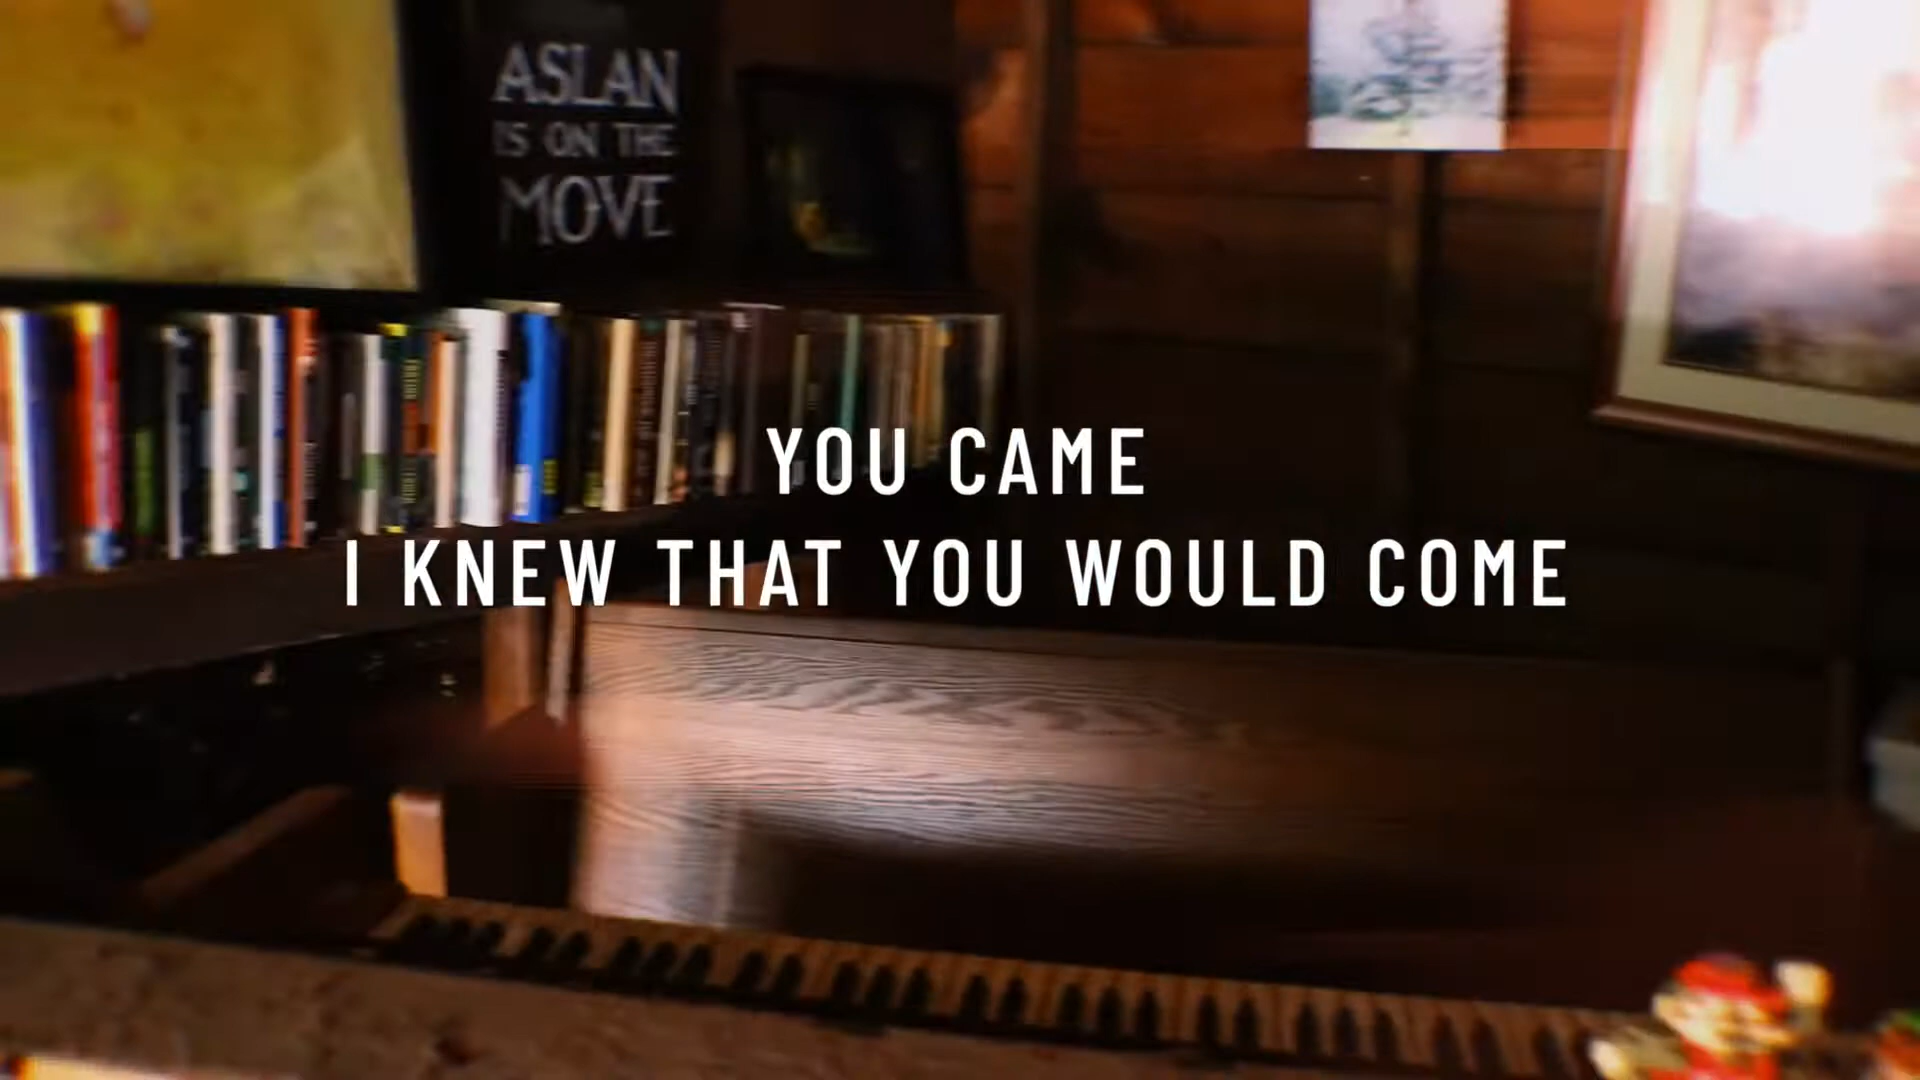 ASLAN
IS ON THE
MOVE
YOU CAME
I KNEW THAT YOU WOULD COME